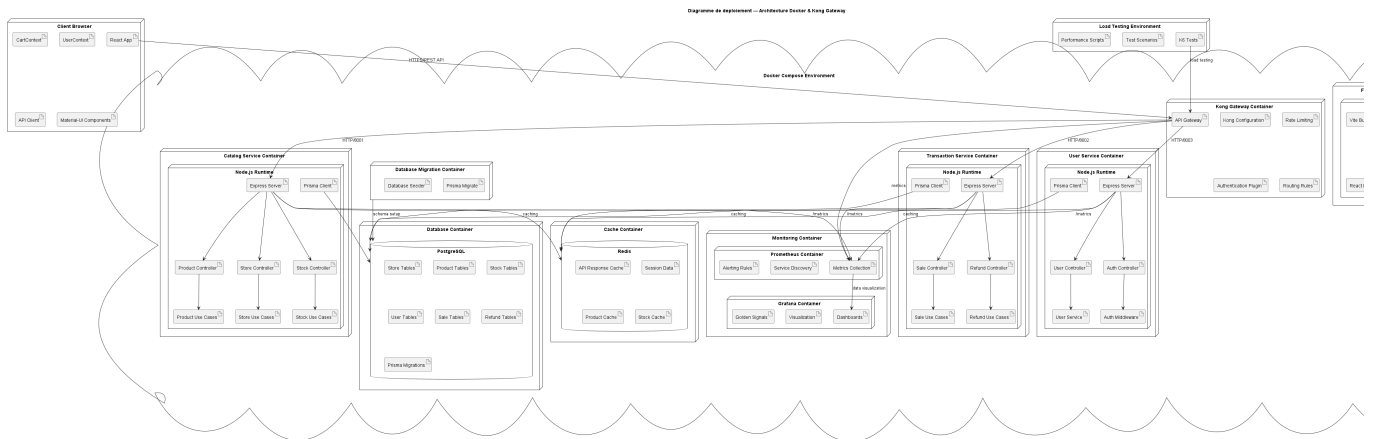 Diagramme de deploiement — Architecture Docker & Kong Gateway
Client Browser
CartContext
UserContext
React App
API Client
Material-UI Components
Load Testing Environment
Performance Scripts
Test Scenarios
K6 Tests
load testing
HTTPS/REST API
Docker Compose Environment
Kong Gateway Container
API Gateway
Kong Configuration
Rate Limiting
Authentication Plugin
Routing Rules
HTTP/8001
HTTP/8002
HTTP/8003
Catalog Service Container
Node.js Runtime
Express Server
Prisma Client
Product Controller
Store Controller
Stock Controller
Product Use Cases
Store Use Cases
Stock Use Cases
Database Migration Container
Database Seeder
Prisma Migrate
schema setup
caching
caching
caching
/metrics
/metrics
/metrics
metrics
Database Container
PostgreSQL
Store Tables
Product Tables
Stock Tables
User Tables
Sale Tables
Refund Tables
Prisma Migrations
Cache Container
Redis
API Response Cache
Session Data
Product Cache
Stock Cache
Monitoring Container
Prometheus Container
Alerting Rules
Service Discovery
Metrics Collection
data visualization
Grafana Container
Golden Signals
Visualization
Dashboards
Transaction Service Container
Node.js Runtime
Prisma Client
Express Server
Sale Controller
Refund Controller
Sale Use Cases
Refund Use Cases
User Service Container
Node.js Runtime
Prisma Client
Express Server
User Controller
Auth Controller
User Service
Auth Middleware